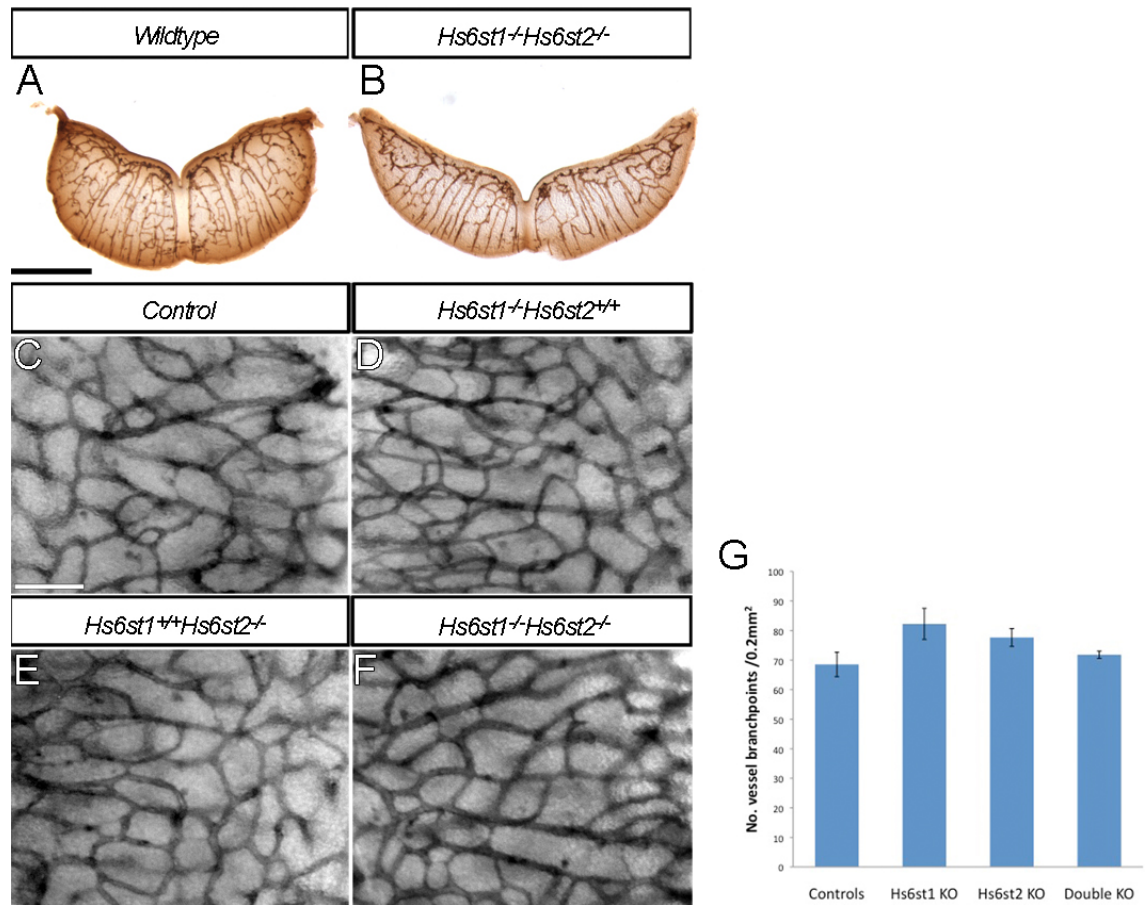 Wildtype
Hs6st1-/-Hs6st2-/-
A
B
Control
Hs6st1-/-Hs6st2+/+
C
D
Hs6st1+/+Hs6st2-/-
Hs6st1-/-Hs6st2-/-
E
F
G
No. vessel branchpoints /0.2mm²
100
90
80
70
60
50
40
30
20
10
0
Controls
Hs6st1 KO
Hs6st2 KO
Double KO